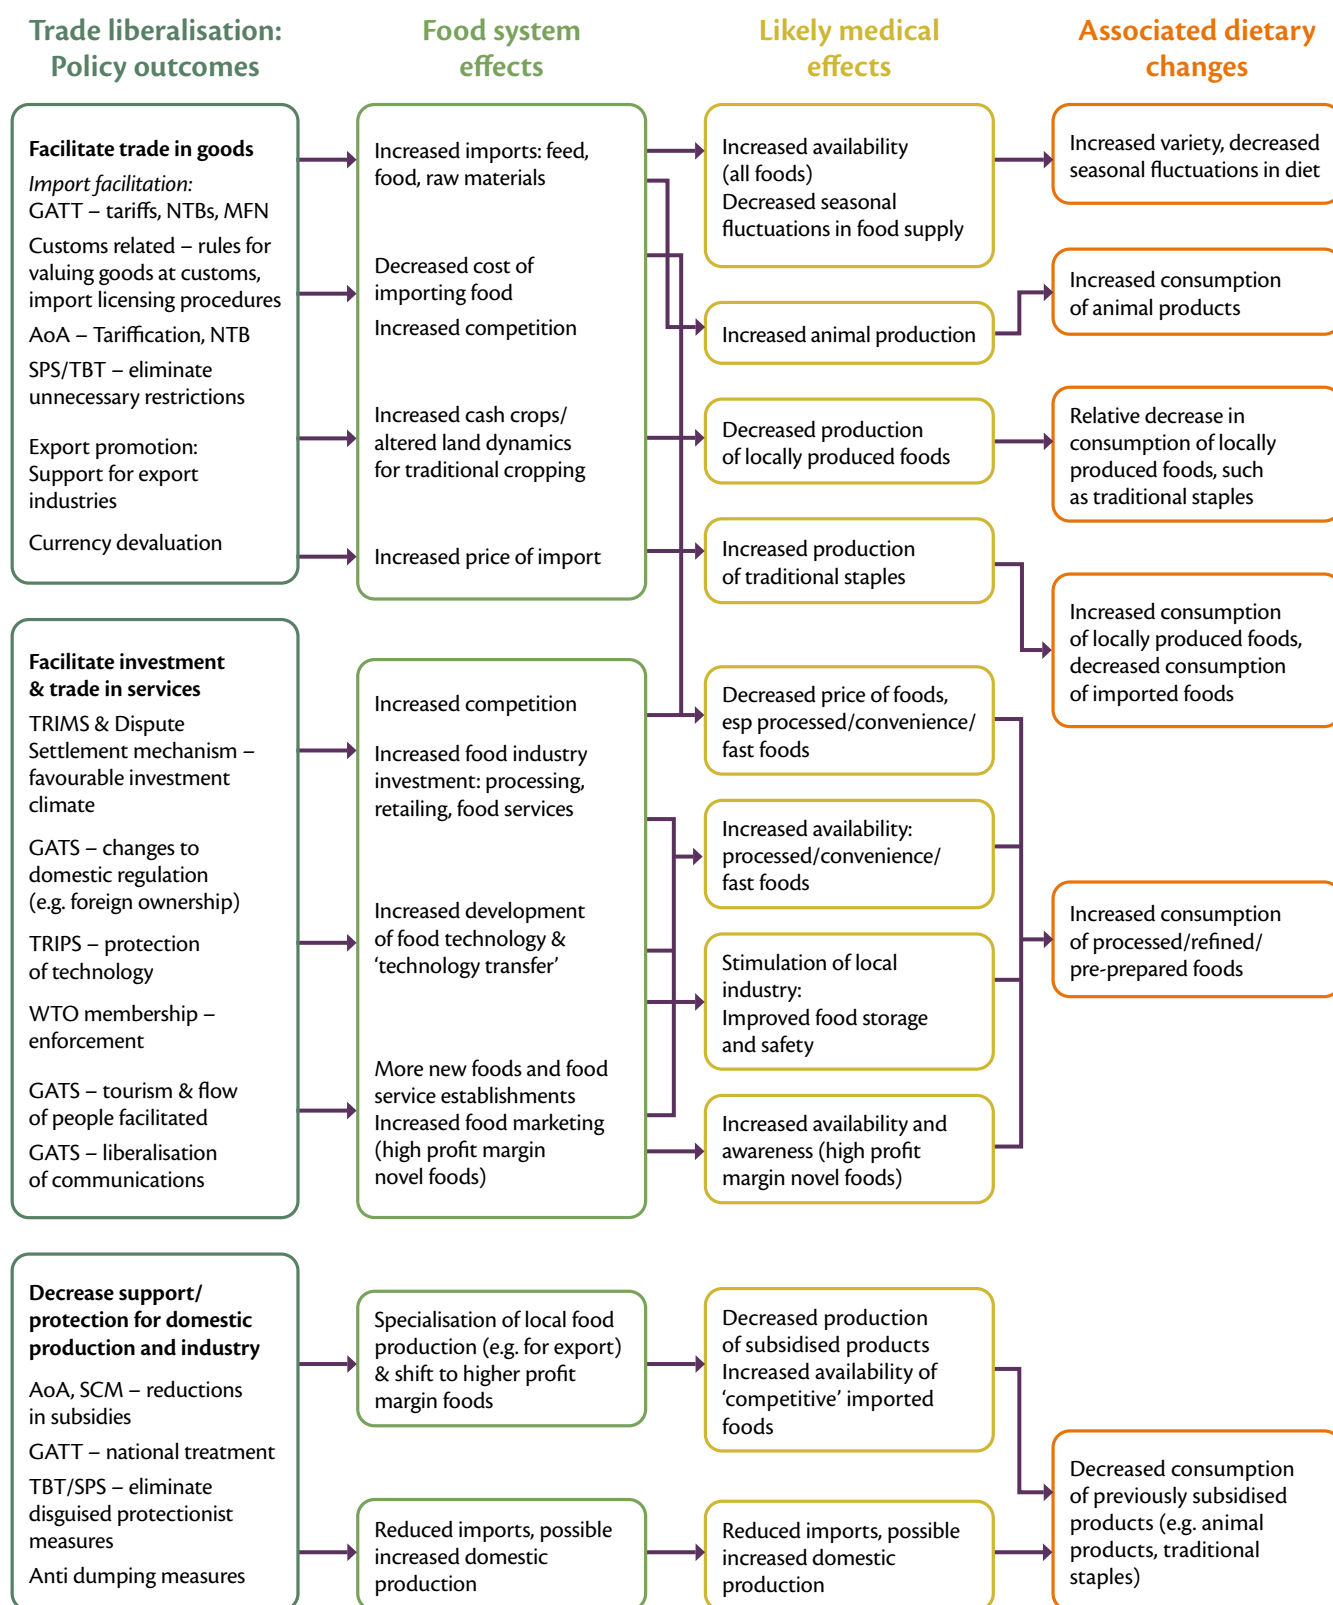 Trade liberalisation:
Policy outcomes
Food system
effects
Likely medical
effects
Associated dietary
changes
Facilitate trade in goods
Import facilitation:
GATT – tariffs, NTBs, MFN
Customs related – rules for
valuing goods at customs,
import licensing procedures
AoA – Tariffication, NTB
SPS/TBT – eliminate
unnecessary restrictions
Export promotion:
Support for export
industries
Currency devaluation
Increased imports: feed,
food, raw materials
Decreased cost of
importing food
Increased competition
Increased cash crops/
altered land dynamics
for traditional cropping
Increased price of import
Increased availability
(all foods)
Decreased seasonal
fluctuations in food supply
Increased animal production
Decreased production
of locally produced foods
Increased production
of traditional staples
Increased variety, decreased
seasonal fluctuations in diet
Increased consumption
of animal products
Relative decrease in
consumption of locally
produced foods, such
as traditional staples
Increased consumption
of locally produced foods,
decreased consumption
of imported foods
Facilitate investment
& trade in services
TRIMS & Dispute
Settlement mechanism –
favourable investment
climate
GATS – changes to
domestic regulation
(e.g. foreign ownership)
TRIPS – protection
of technology
WTO membership –
enforcement
GATS – tourism & flow
of people facilitated
GATS – liberalisation
of communications
Increased competition
Increased food industry
investment: processing,
retailing, food services
Increased development
of food technology &
‘technology transfer’
More new foods and food
service establishments
Increased food marketing
(high profit margin
novel foods)
Decreased price of foods,
esp processed/convenience/
fast foods
Increased availability:
processed/convenience/
fast foods
Stimulation of local
industry:
Improved food storage
and safety
Increased availability and
awareness (high profit
margin novel foods)
Increased consumption
of processed/refined/
pre-prepared foods
Decrease support/
protection for domestic
production and industry
AoA, SCM – reductions
in subsidies
GATT – national treatment
TBT/SPS – eliminate
disguised protectionist
measures
Anti dumping measures
Specialisation of local food
production (e.g. for export)
& shift to higher profit
margin foods
Reduced imports, possible
increased domestic
production
Decreased production
of subsidised products
Increased availability of
‘competitive’ imported
foods
Reduced imports, possible
increased domestic
production
Decreased consumption
of previously subsidised
products (e.g. animal
products, traditional
staples)